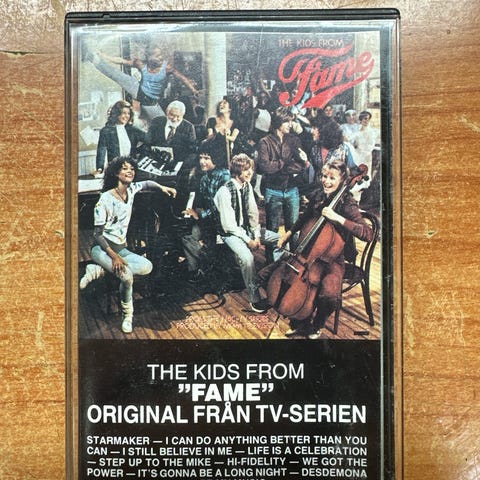 THE KIDS FROM
Fame
THE KIDS FROM
"FAME"
ORIGINAL FRÅN TV-SERIEN
STARMAKER — I CAN DO ANYTHING BETTER THAN YOU
CAN — I STILL BELIEVE IN ME — LIFE IS A CELEBRATION
— STEP UP TO THE MIKE — HI-FIDELITY — WE GOT THE
POWER — IT'S GONNA BE A LONG NIGHT — DESDEMONA